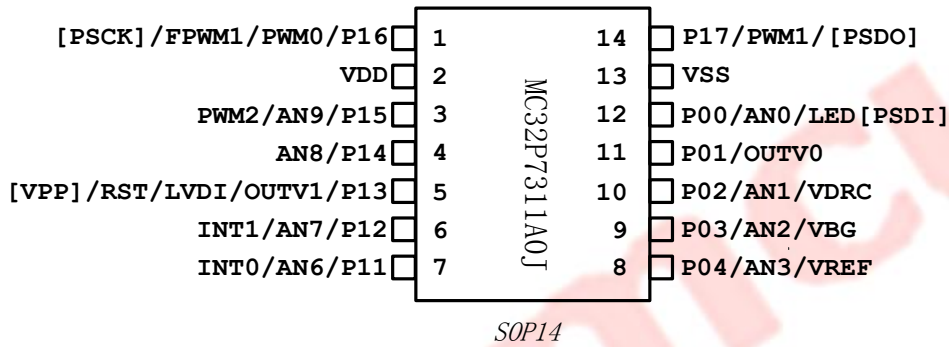 [PSCK]/FPWM1/PWM0/P16 1 14 P17/PWM1/[PSDO]
VDD 2 13 VSS
PWM2/AN9/P15 3 12 P00/AN0/LED[PSDI]
AN8/P14 4 11 P01/OUTV0
[VPP]/RST/LVDI/OUTV1/P13 5 10 P02/AN1/VDRC
INT1/AN7/P12 6 9 P03/AN2/VBG
INT0/AN6/P11 7 8 P04/AN3/VREF
MC32P7311A0J
SOP14